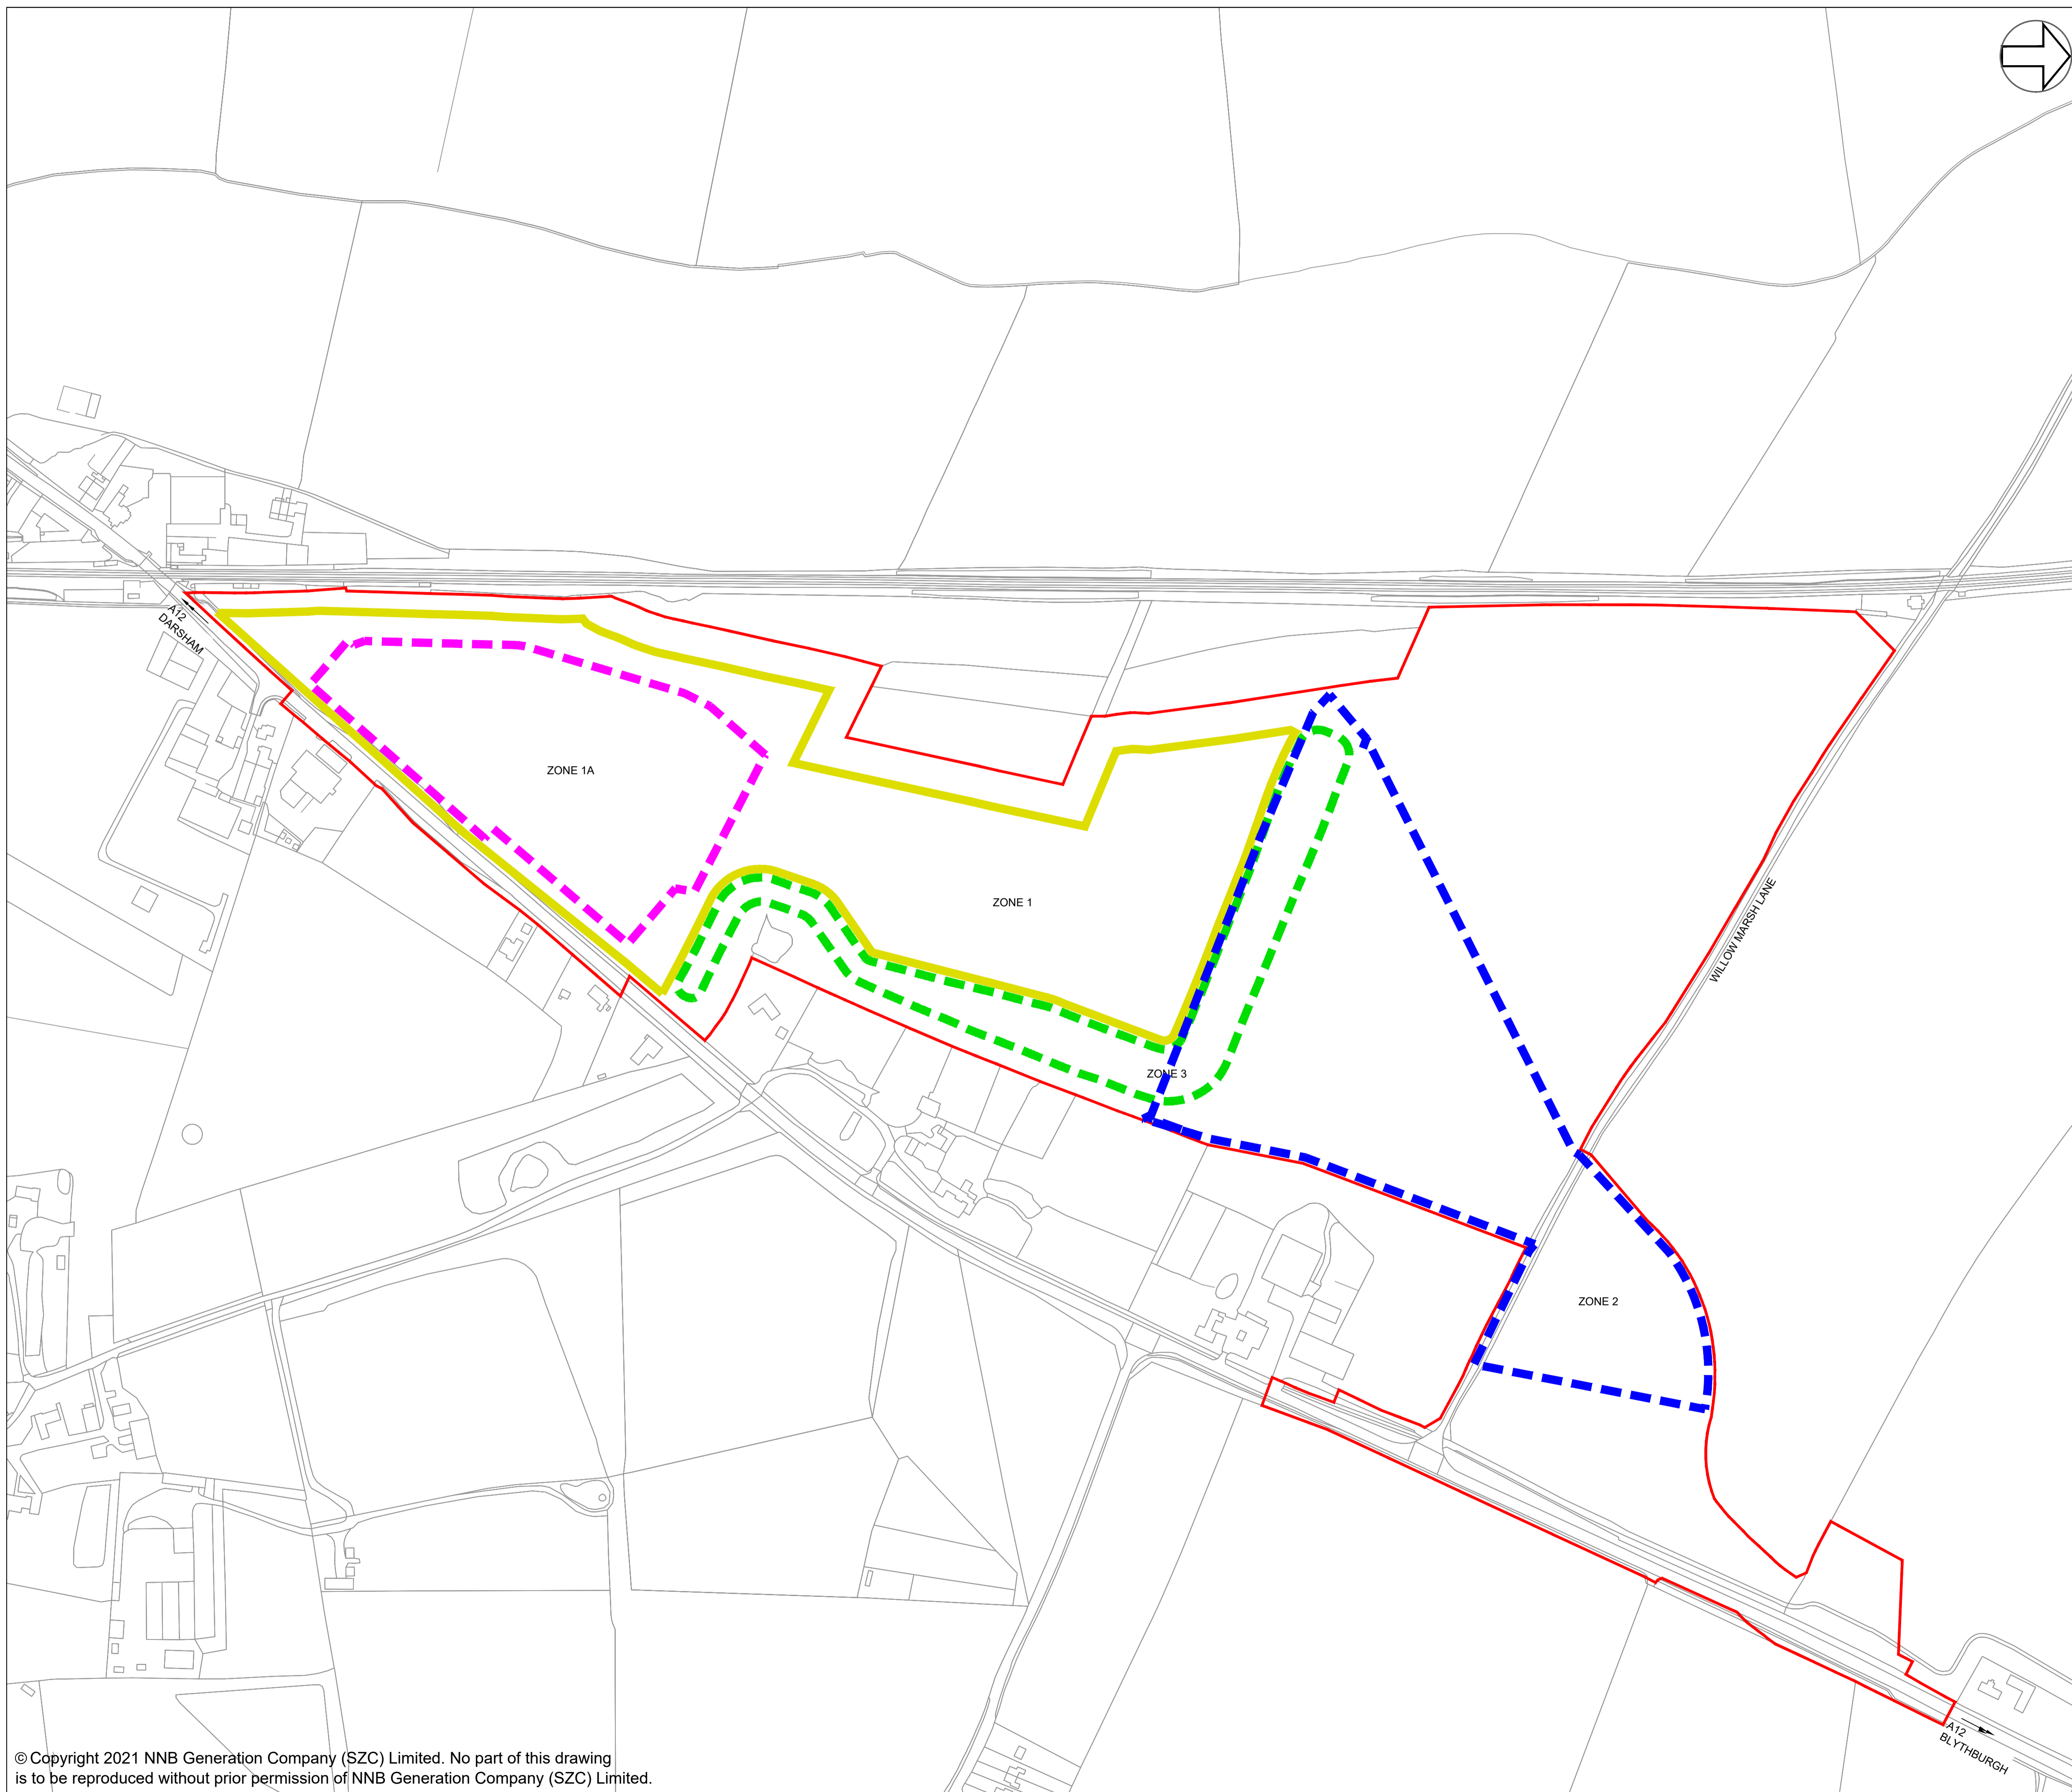 A12
DARSHAM
ZONE 1A
ZONE 1
WILLOW MARSH LANE
ZONE 3
ZONE 2
A12
BLYTHBURGH
© Copyright 2021 NNB Generation Company (SZC) Limited. No part of this drawing
is to be reproduced without prior permission of NNB Generation Company (SZC) Limited.